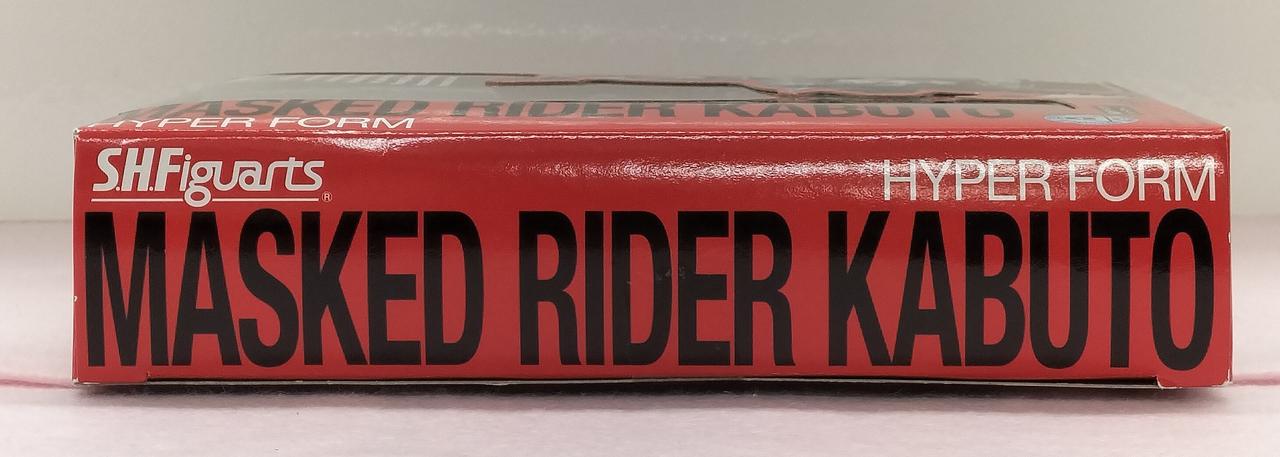 MASKED RIDER KABUTO
HYPER FORM
S.H.Figuarts® HYPER FORM
MASKED RIDER KABUTO